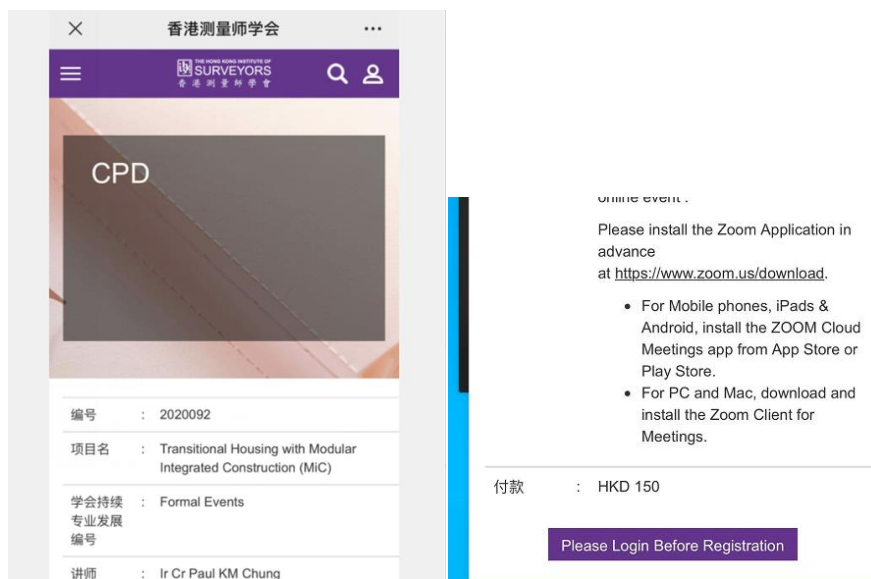 香港测量师学会
THE HONG KONG INSTITUTE OF
SURVEYORS
香港測量師學會
CPD
编号 : 2020092
项目名 : Transitional Housing with Modular
Integrated Construction (MiC)
学会持续 : Formal Events
专业发展
编号
讲师 : Ir Cr Paul KM Chung
online event :
Please install the Zoom Application in
advance
at https://www.zoom.us/download.
• For Mobile phones, iPads &
Android, install the ZOOM Cloud
Meetings app from App Store or
Play Store.
• For PC and Mac, download and
install the Zoom Client for
Meetings.
付款 : HKD 150
Please Login Before Registration